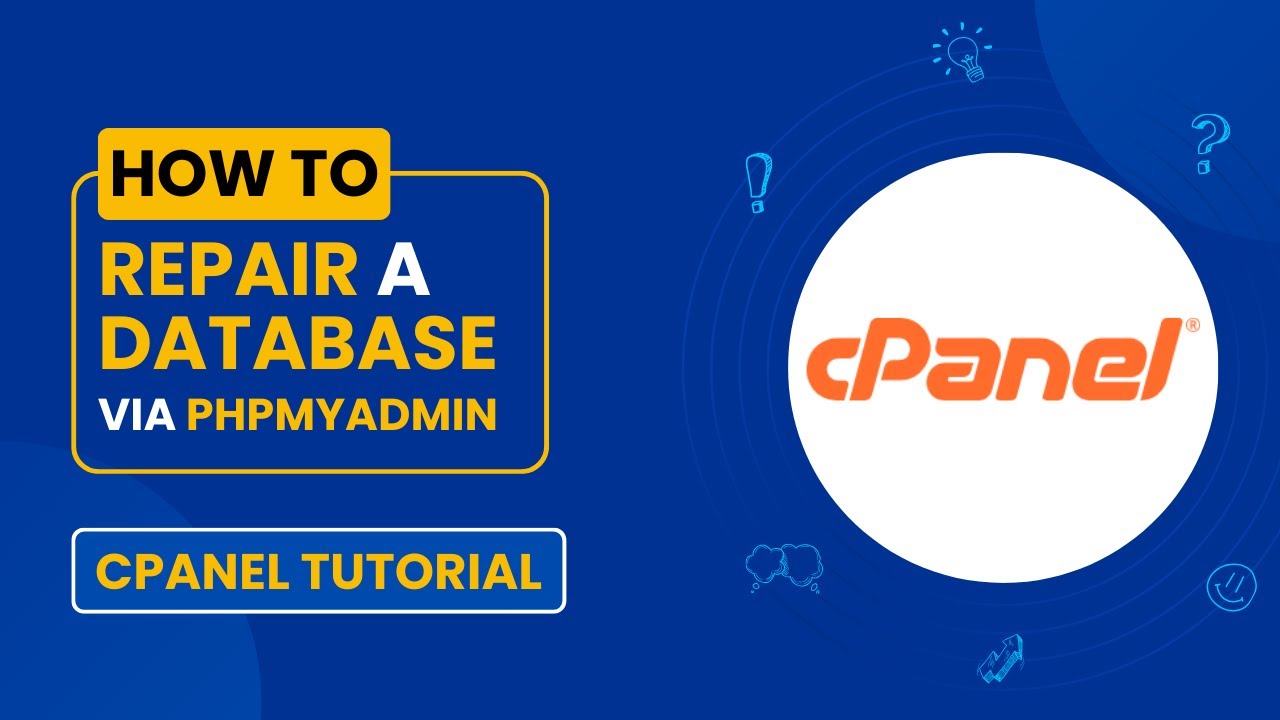 HOW TO
REPAIR A
DATABASE
VIA PHPMYADMIN
CPANEL TUTORIAL
cPanel®